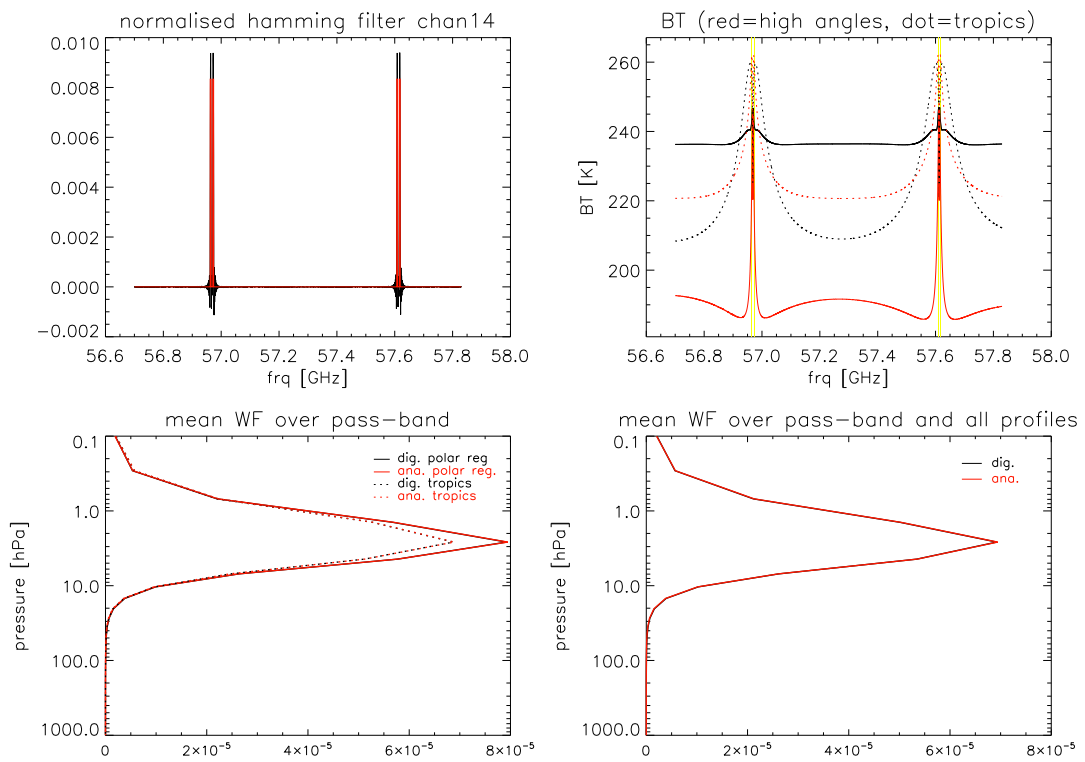 normalised hamming filter chan14
0.010
0.008
0.006
0.004
0.002
0.000
−0.002
56.6 56.8 57.0 57.2 57.4 57.6 57.8 58.0
frq [GHz]
BT (red=high angles, dot=tropics)
BT [K]
260
240
220
200
56.6 56.8 57.0 57.2 57.4 57.6 57.8 58.0
frq [GHz]
mean WF over pass−band
pressure [hPa]
0.1
1.0
10.0
100.0
1000.0
dig. polar reg
ana. polar reg.
dig. tropics
ana. tropics
0 2×10⁻⁵ 4×10⁻⁵ 6×10⁻⁵ 8×10⁻⁵
mean WF over pass−band and all profiles
pressure [hPa]
0.1
1.0
10.0
100.0
1000.0
dig.
ana.
0 2×10⁻⁵ 4×10⁻⁵ 6×10⁻⁵ 8×10⁻⁵